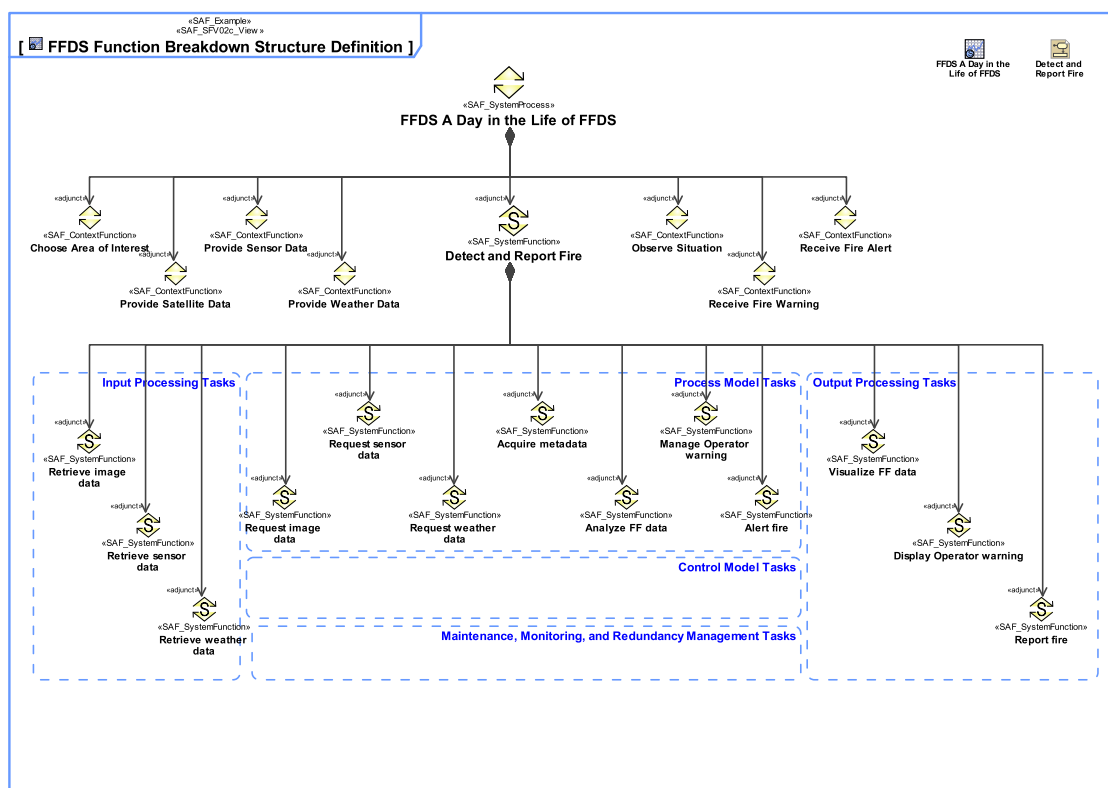 «SAF_Example»
«SAF_SFV02c_View »
[ FFDS Function Breakdown Structure Definition ]
FFDS A Day in the
Life of FFDS
Detect and
Report Fire
«SAF_SystemProcess»
FFDS A Day in the Life of FFDS
«adjunct»
«SAF_ContextFunction»
Choose Area of Interest
«adjunct»
«SAF_ContextFunction»
Provide Satellite Data
«adjunct»
«SAF_ContextFunction»
Provide Sensor Data
«adjunct»
«SAF_ContextFunction»
Provide Weather Data
«adjunct»
S
«SAF_SystemFunction»
Detect and Report Fire
«adjunct»
«SAF_ContextFunction»
Observe Situation
«adjunct»
«SAF_ContextFunction»
Receive Fire Warning
«adjunct»
«SAF_ContextFunction»
Receive Fire Alert
Input Processing Tasks
«adjunct»
S
«SAF_SystemFunction»
Retrieve image
data
«adjunct»
S
«SAF_SystemFunction»
Retrieve sensor
data
«adjunct»
S
«SAF_SystemFunction»
Retrieve weather
data
Process Model Tasks
«adjunct»
S
«SAF_SystemFunction»
Request image
data
«adjunct»
S
«SAF_SystemFunction»
Request sensor
data
«adjunct»
S
«SAF_SystemFunction»
Request weather
data
«adjunct»
S
«SAF_SystemFunction»
Acquire metadata
«adjunct»
S
«SAF_SystemFunction»
Analyze FF data
«adjunct»
S
«SAF_SystemFunction»
Manage Operator
warning
«adjunct»
S
«SAF_SystemFunction»
Alert fire
Control Model Tasks
Maintenance, Monitoring, and Redundancy Management Tasks
Output Processing Tasks
«adjunct»
S
«SAF_SystemFunction»
Visualize FF data
«adjunct»
S
«SAF_SystemFunction»
Display Operator warning
«adjunct»
S
«SAF_SystemFunction»
Report fire